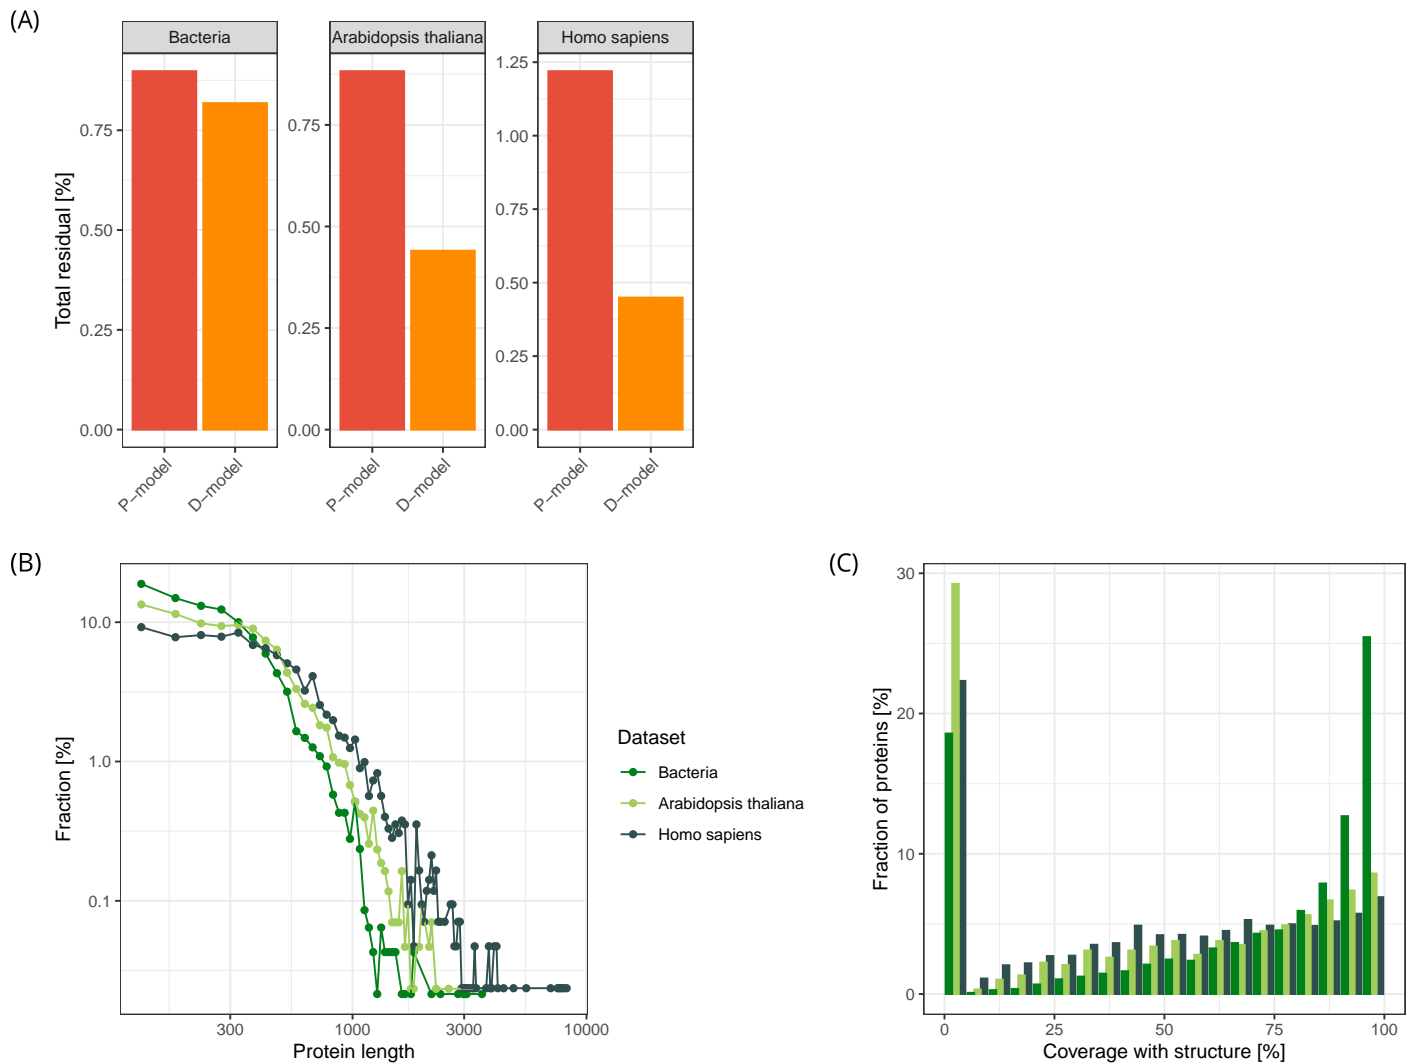 (A)
Bacteria
Arabidopsis thaliana
Homo sapiens
Total residual [%]
0.75
0.50
0.25
0.00
0.75
0.50
0.25
0.00
1.25
1.00
0.75
0.50
0.25
0.00
P−model
D−model
P−model
D−model
P−model
D−model
(B)
Fraction [%]
10.0
1.0
0.1
300
1000
3000
10000
Protein length
Dataset
Bacteria
Arabidopsis thaliana
Homo sapiens
(C)
Fraction of proteins [%]
30
20
10
0
0
25
50
75
100
Coverage with structure [%]